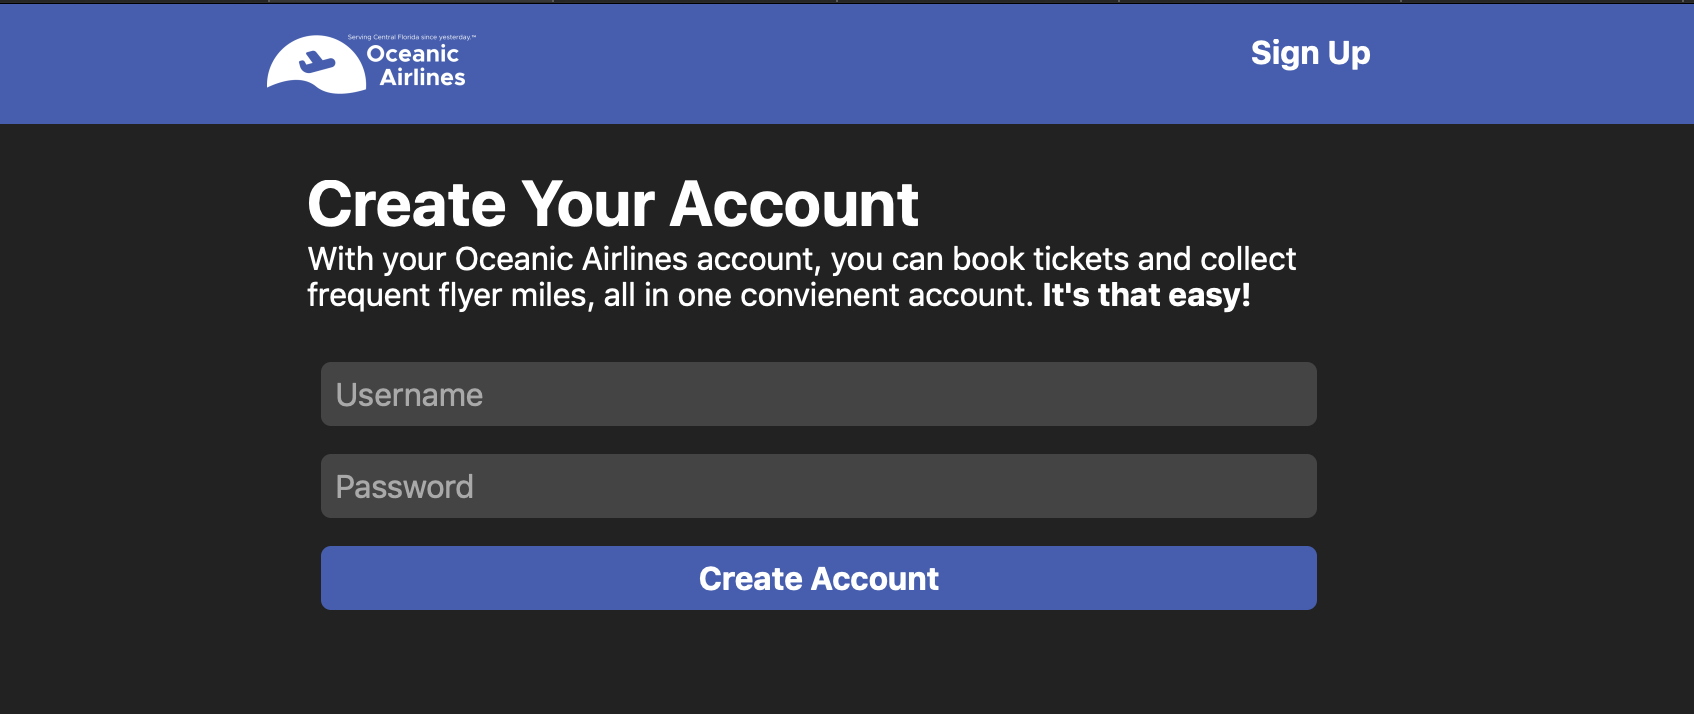 Serving Central Florida since yesterday.™
Oceanic
Airlines
Sign Up
Create Your Account
With your Oceanic Airlines account, you can book tickets and collect
frequent flyer miles, all in one convienent account. It's that easy!
Username
Password
Create Account